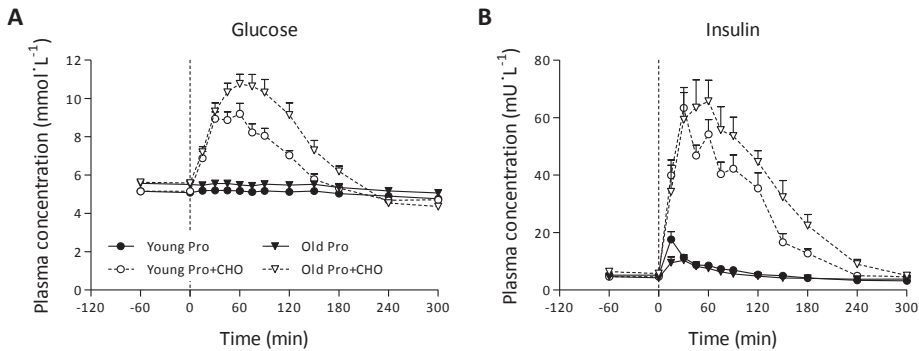 A
Glucose
Plasma concentration (mmol˙L⁻¹)
12
10
8
6
4
2
0
Young Pro
Old Pro
Young Pro+CHO
Old Pro+CHO
-120
-60
0
60
120
180
240
300
Time (min)
B
Insulin
Plasma concentration (mU˙L⁻¹)
80
60
40
20
0
-120
-60
0
60
120
180
240
300
Time (min)